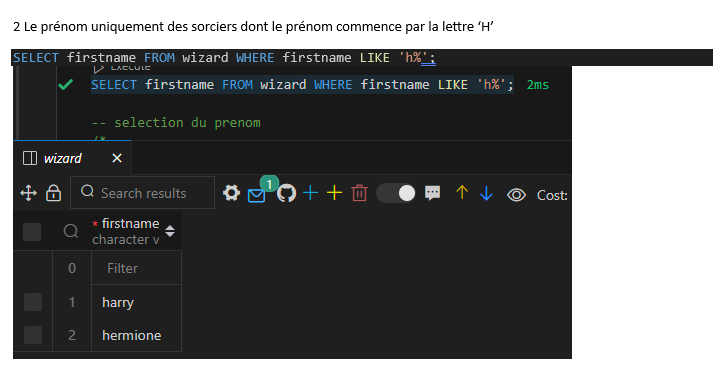 2 Le prénom uniquement des sorciers dont le prénom commence par la lettre ‘H’
SELECT firstname FROM wizard WHERE firstname LIKE 'h%';
SELECT firstname FROM wizard WHERE firstname LIKE 'h%'; 2ms
-- selection du prenom
/*
wizard
Search results 1 Cost:
* firstname
character v
0 Filter
1 harry
2 hermione